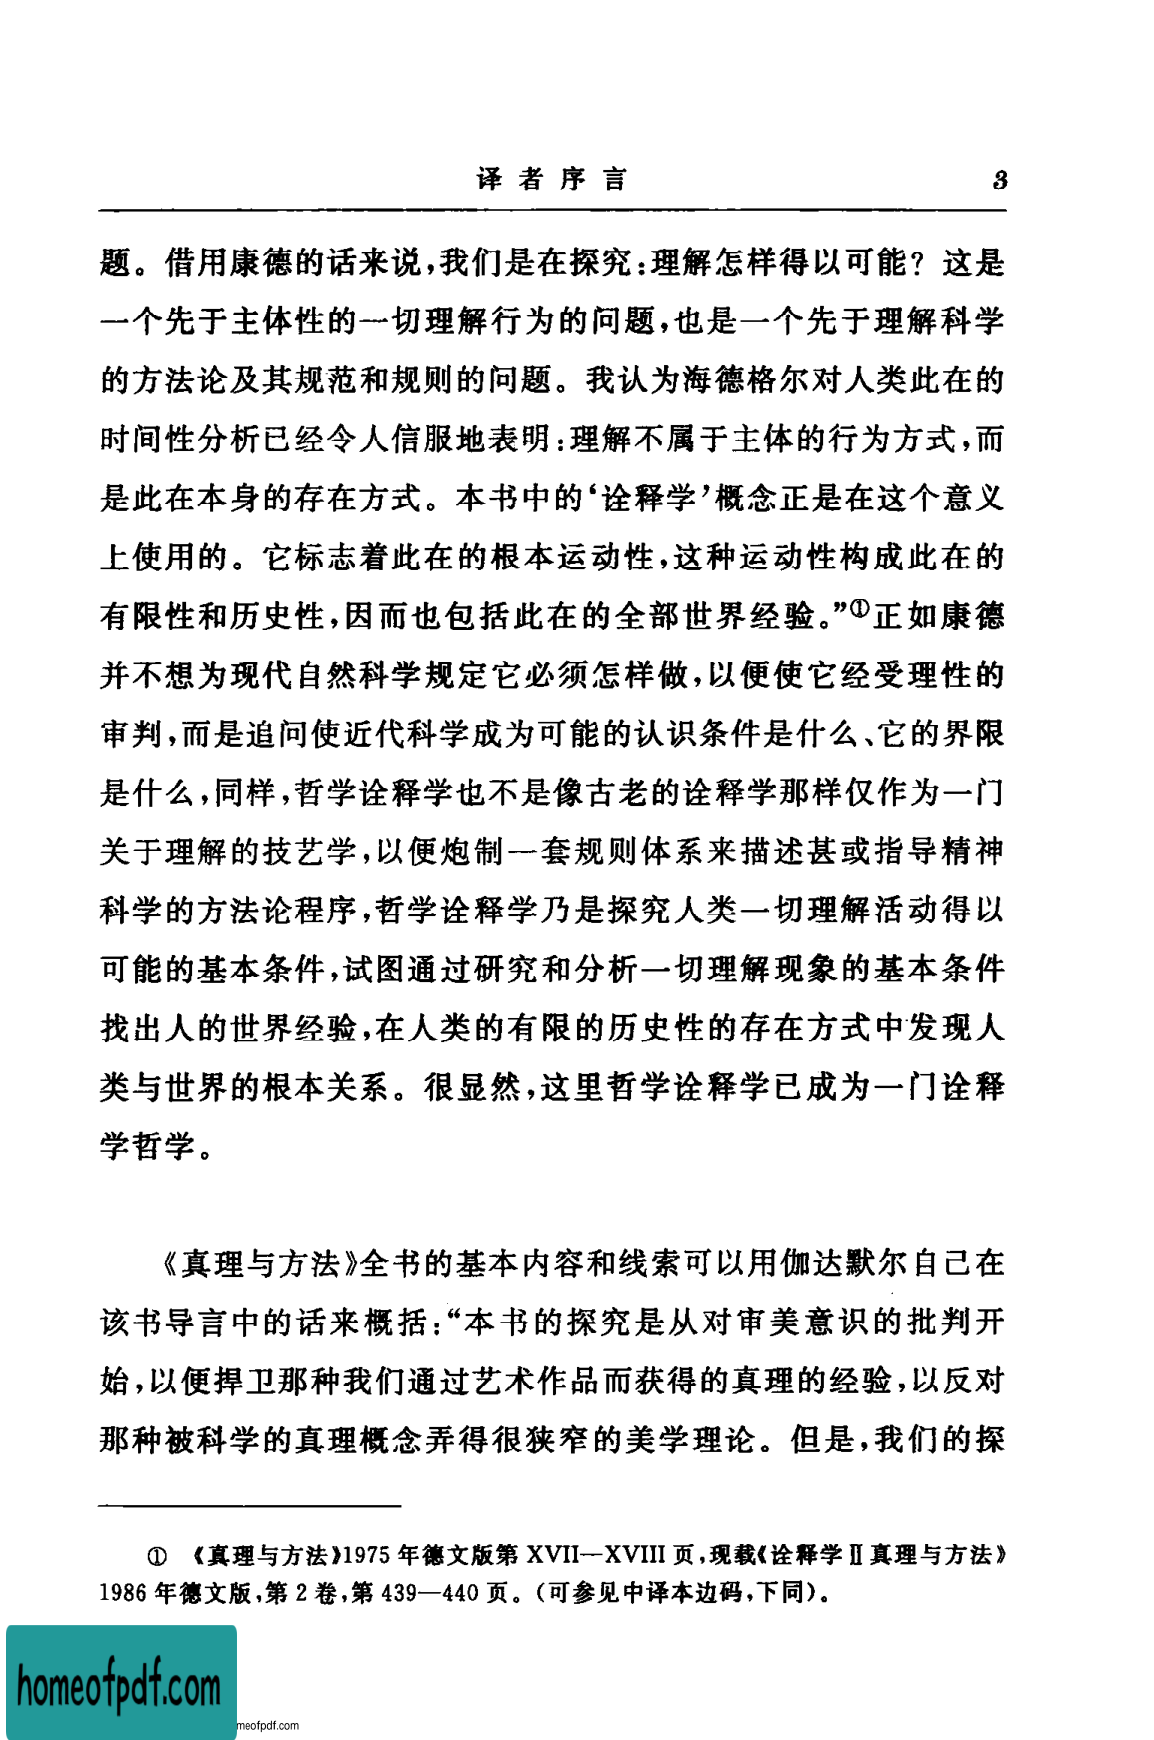 译者序言 3
题。借用康德的话来说,我们是在探究:理解怎样得以可能?这是
一个先于主体性的一切理解行为的问题,也是一个先于理解科学
的方法论及其规范和规则的问题。我认为海德格尔对人类此在的
时间性分析已经令人信服地表明:理解不属于主体的行为方式,而
是此在本身的存在方式。本书中的‘诠释学’概念正是在这个意义
上使用的。它标志着此在的根本运动性,这种运动性构成此在的
有限性和历史性,因而也包括此在的全部世界经验。”①正如康德
并不想为现代自然科学规定它必须怎样做,以便使它经受理性的
审判,而是追问使近代科学成为可能的认识条件是什么、它的界限
是什么,同样,哲学诠释学也不是像古老的诠释学那样仅作为一门
关于理解的技艺学,以便炮制一套规则体系来描述甚或指导精神
科学的方法论程序,哲学诠释学乃是探究人类一切理解活动得以
可能的基本条件,试图通过研究和分析一切理解现象的基本条件
找出人的世界经验,在人类的有限的历史性的存在方式中发现人
类与世界的根本关系。很显然,这里哲学诠释学已成为一门诠释
学哲学。
《真理与方法》全书的基本内容和线索可以用伽达默尔自己在
该书导言中的话来概括:“本书的探究是从对审美意识的批判开
始,以便捍卫那种我们通过艺术作品而获得的真理的经验,以反对
那种被科学的真理概念弄得很狭窄的美学理论。但是,我们的探
① 《真理与方法》1975年德文版第XVII—XVIII页,现载《诠释学Ⅱ真理与方法》
1986年德文版,第2卷,第439—440页。(可参见中译本边码,下同)。
homeofpdf.com
meofpdf.com